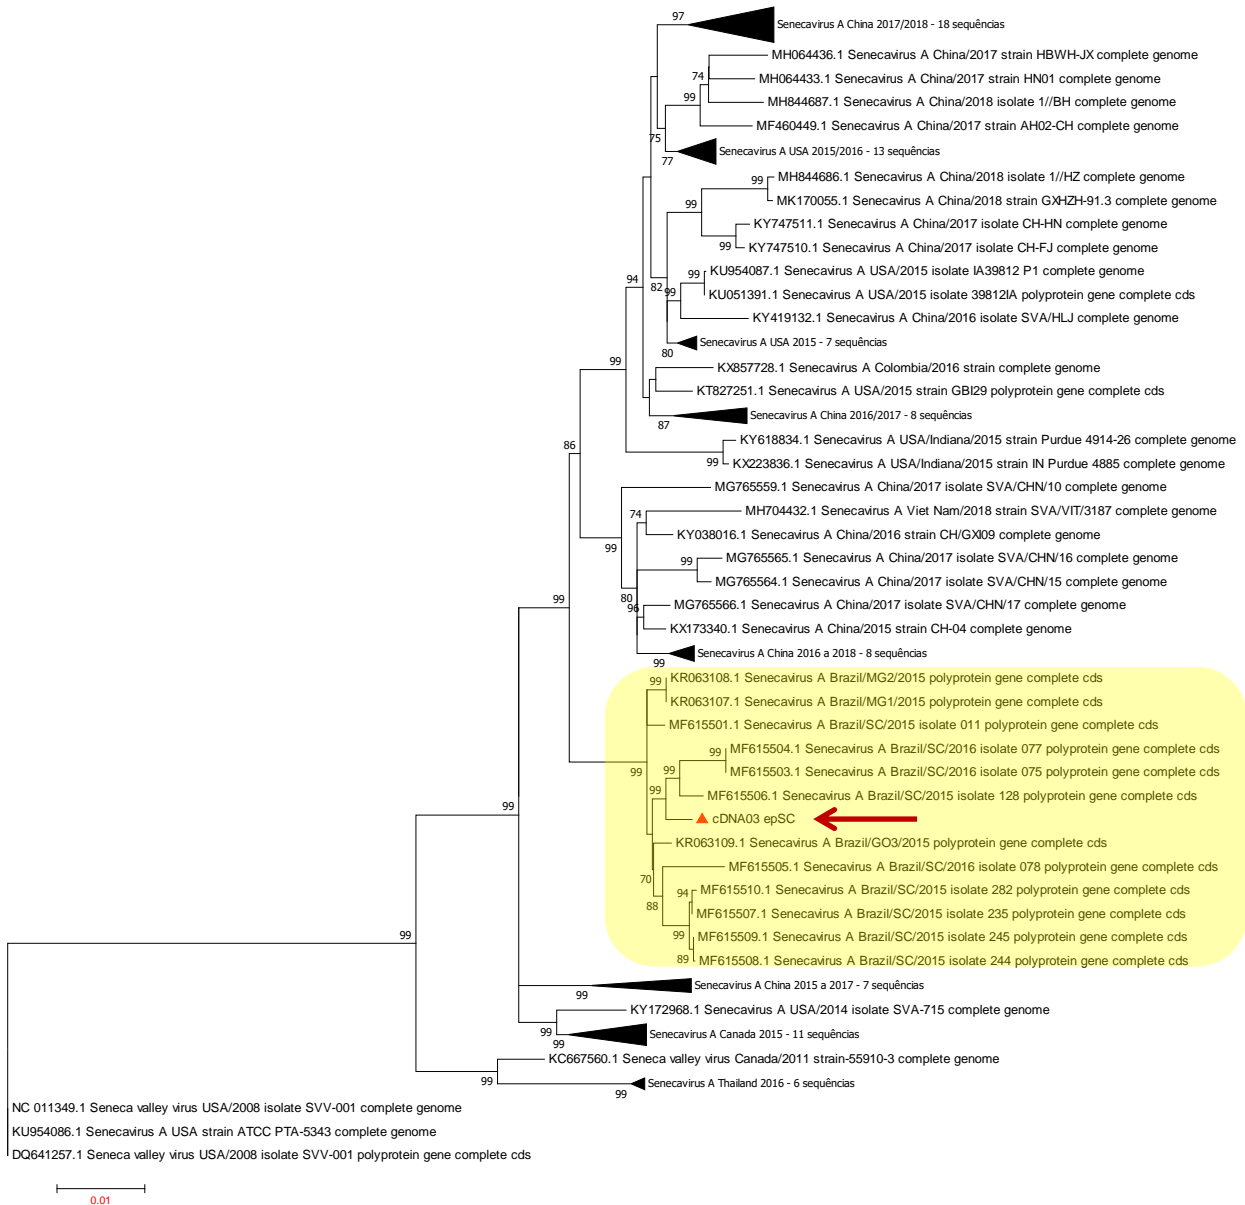 97
Senecavirus A China 2017/2018 - 18 sequências
MH064436.1 Senecavirus A China/2017 strain HBWH-JX complete genome
74
MH064433.1 Senecavirus A China/2017 strain HN01 complete genome
99
MH844687.1 Senecavirus A China/2018 isolate 1//BH complete genome
MF460449.1 Senecavirus A China/2017 strain AH02-CH complete genome
75
Senecavirus A USA 2015/2016 - 13 sequências
77
99
MH844686.1 Senecavirus A China/2018 isolate 1//HZ complete genome
MK170055.1 Senecavirus A China/2018 strain GXHZH-91.3 complete genome
99
KY747511.1 Senecavirus A China/2017 isolate CH-HN complete genome
99
KY747510.1 Senecavirus A China/2017 isolate CH-FJ complete genome
99
KU954087.1 Senecavirus A USA/2015 isolate IA39812 P1 complete genome
94
82
99
KU051391.1 Senecavirus A USA/2015 isolate 39812IA polyprotein gene complete cds
KY419132.1 Senecavirus A China/2016 isolate SVA/HLJ complete genome
Senecavirus A USA 2015 - 7 sequências
80
99
KX857728.1 Senecavirus A Colombia/2016 strain complete genome
KT827251.1 Senecavirus A USA/2015 strain GBI29 polyprotein gene complete cds
Senecavirus A China 2016/2017 - 8 sequências
87
KY618834.1 Senecavirus A USA/Indiana/2015 strain Purdue 4914-26 complete genome
86
99
KX223836.1 Senecavirus A USA/Indiana/2015 strain IN Purdue 4885 complete genome
MG765559.1 Senecavirus A China/2017 isolate SVA/CHN/10 complete genome
74
MH704432.1 Senecavirus A Viet Nam/2018 strain SVA/VIT/3187 complete genome
KY038016.1 Senecavirus A China/2016 strain CH/GXI09 complete genome
99
99
MG765565.1 Senecavirus A China/2017 isolate SVA/CHN/16 complete genome
MG765564.1 Senecavirus A China/2017 isolate SVA/CHN/15 complete genome
99
80
96
MG765566.1 Senecavirus A China/2017 isolate SVA/CHN/17 complete genome
KX173340.1 Senecavirus A China/2015 strain CH-04 complete genome
Senecavirus A China 2016 a 2018 - 8 sequências
99
99
KR063108.1 Senecavirus A Brazil/MG2/2015 polyprotein gene complete cds
KR063107.1 Senecavirus A Brazil/MG1/2015 polyprotein gene complete cds
MF615501.1 Senecavirus A Brazil/SC/2015 isolate 011 polyprotein gene complete cds
99
MF615504.1 Senecavirus A Brazil/SC/2016 isolate 077 polyprotein gene complete cds
99
99
MF615503.1 Senecavirus A Brazil/SC/2016 isolate 075 polyprotein gene complete cds
99
MF615506.1 Senecavirus A Brazil/SC/2015 isolate 128 polyprotein gene complete cds
99
cDNA03 epSC
KR063109.1 Senecavirus A Brazil/GO3/2015 polyprotein gene complete cds
MF615505.1 Senecavirus A Brazil/SC/2016 isolate 078 polyprotein gene complete cds
70
94
MF615510.1 Senecavirus A Brazil/SC/2015 isolate 282 polyprotein gene complete cds
88
MF615507.1 Senecavirus A Brazil/SC/2015 isolate 235 polyprotein gene complete cds
99
MF615509.1 Senecavirus A Brazil/SC/2015 isolate 245 polyprotein gene complete cds
99
89
MF615508.1 Senecavirus A Brazil/SC/2015 isolate 244 polyprotein gene complete cds
Senecavirus A China 2015 a 2017 - 7 sequências
99
KY172968.1 Senecavirus A USA/2014 isolate SVA-715 complete genome
99
Senecavirus A Canada 2015 - 11 sequências
99
KC667560.1 Seneca valley virus Canada/2011 strain-55910-3 complete genome
99
Senecavirus A Thailand 2016 - 6 sequências
99
NC 011349.1 Seneca valley virus USA/2008 isolate SVV-001 complete genome
KU954086.1 Senecavirus A USA strain ATCC PTA-5343 complete genome
DQ641257.1 Seneca valley virus USA/2008 isolate SVV-001 polyprotein gene complete cds
0.01